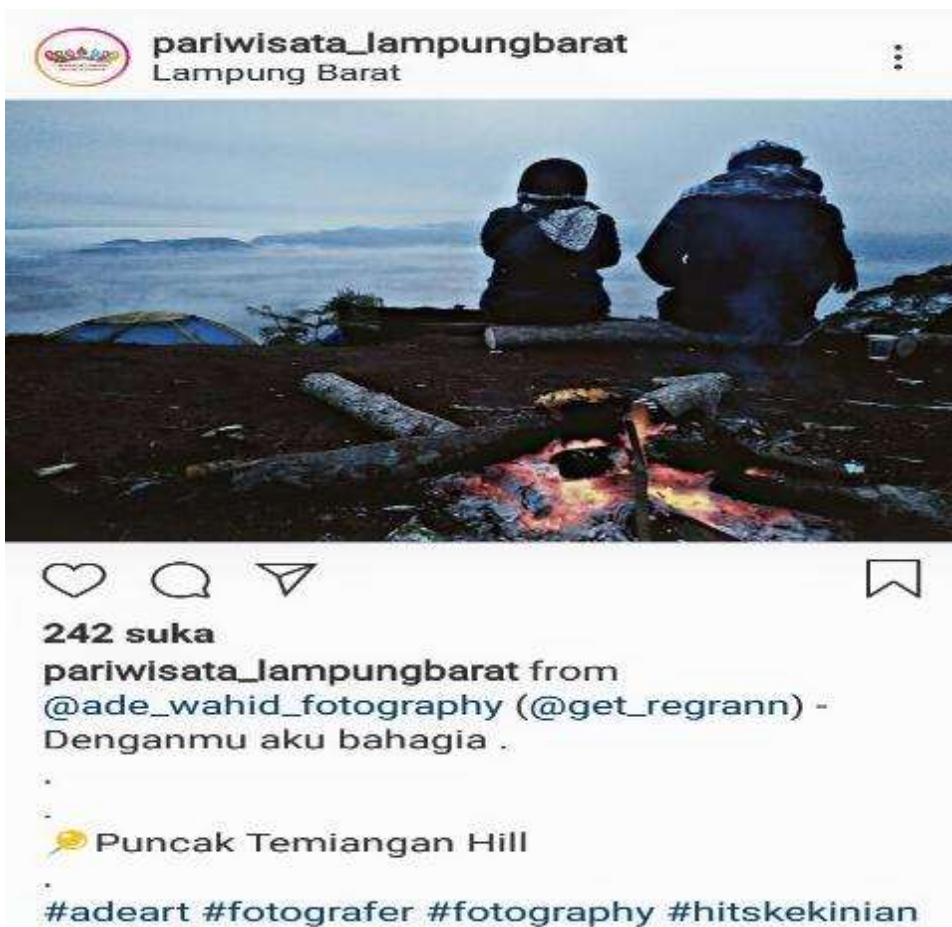 pariwisata_lampungbarat
Lampung Barat
242 suka
pariwisata_lampungbarat from
@ade_wahid_fotography (@get_regrann) -
Denganmu aku bahagia .
.
.
Puncak Temiangan Hill
.
#adeart #fotografer #fotography #hitskekinian